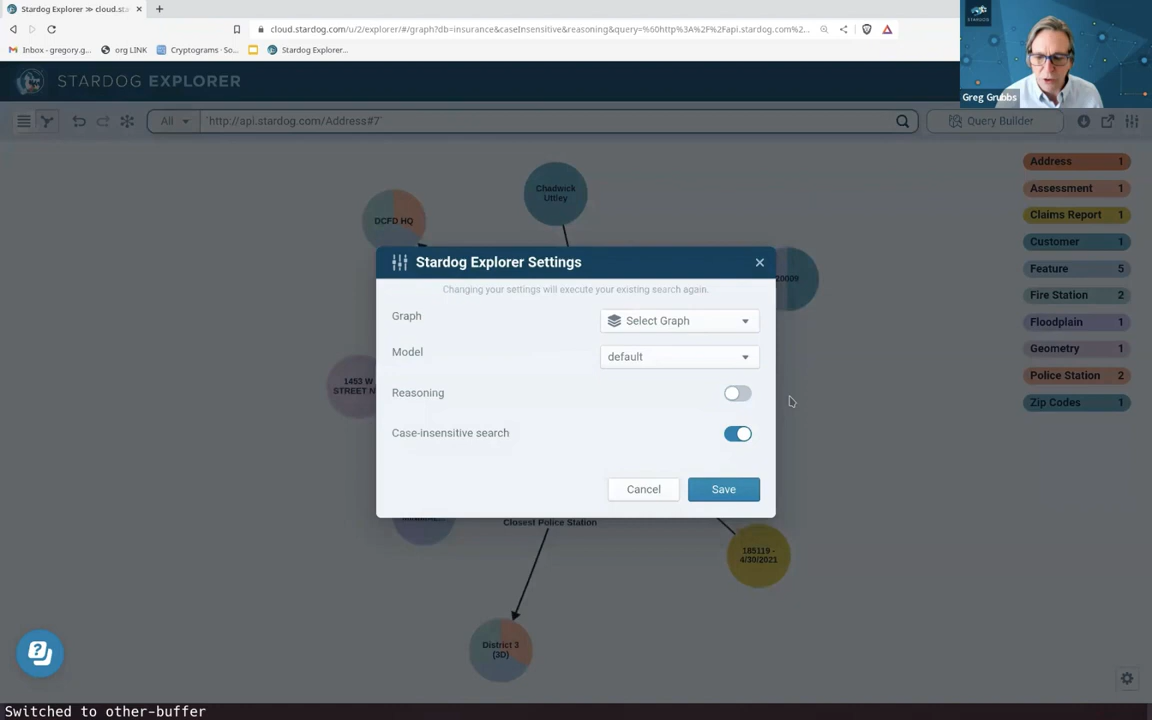 Stardog Explorer ≫ cloud.sta
cloud.stardog.com/u/2/explorer/#/graph?db=insurance&caseInsensitive&reasoning&query=%60http%3A%2F%2Fapi.stardog.com%2...
Inbox - gregory.g...
org LINK
Cryptograms - So...
Stardog Explorer...
STARDOG
Greg Grubbs
STARDOG EXPLORER
All
`http://api.stardog.com/Address#7`
Query Builder
Chadwick
Uttley
DCFD HQ
20009
1453 W
STREET N
Closest Police Station
185119 -
4/30/2021
District 3
(3D)
Stardog Explorer Settings
Changing your settings will execute your existing search again.
Graph
Select Graph
Model
default
Reasoning
Case-insensitive search
Cancel
Save
Address 1
Assessment 1
Claims Report 1
Customer 1
Feature 5
Fire Station 2
Floodplain 1
Geometry 1
Police Station 2
Zip Codes 1
Switched to other-buffer